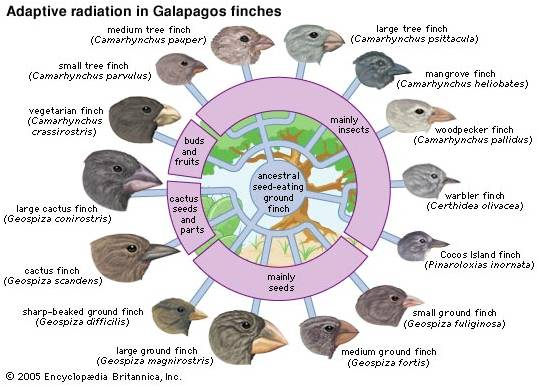 Adaptive radiation in Galapagos finches
medium tree finch
(Camarhynchus pauper)
large tree finch
(Camarhynchus psittacula)
small tree finch
(Camarhynchus parvulus)
mangrove finch
(Camarhynchus heliobates)
vegetarian finch
(Camarhynchus
crassirostris)
woodpecker finch
(Camarhynchus pallidus)
large cactus finch
(Geospiza conirostris)
warbler finch
(Certhidea olivacea)
cactus finch
(Geospiza scandens)
Cocos Island finch
(Pinaroloxias inornata)
sharp-beaked ground finch
(Geospiza difficilis)
small ground finch
(Geospiza fuliginosa)
large ground finch
(Geospiza magnirostris)
medium ground finch
(Geospiza fortis)
mainly
insects
buds
and
fruits
cactus
seeds
and
parts
mainly
seeds
ancestral
seed-eating
ground
finch
© 2005 Encyclopædia Britannica, Inc.